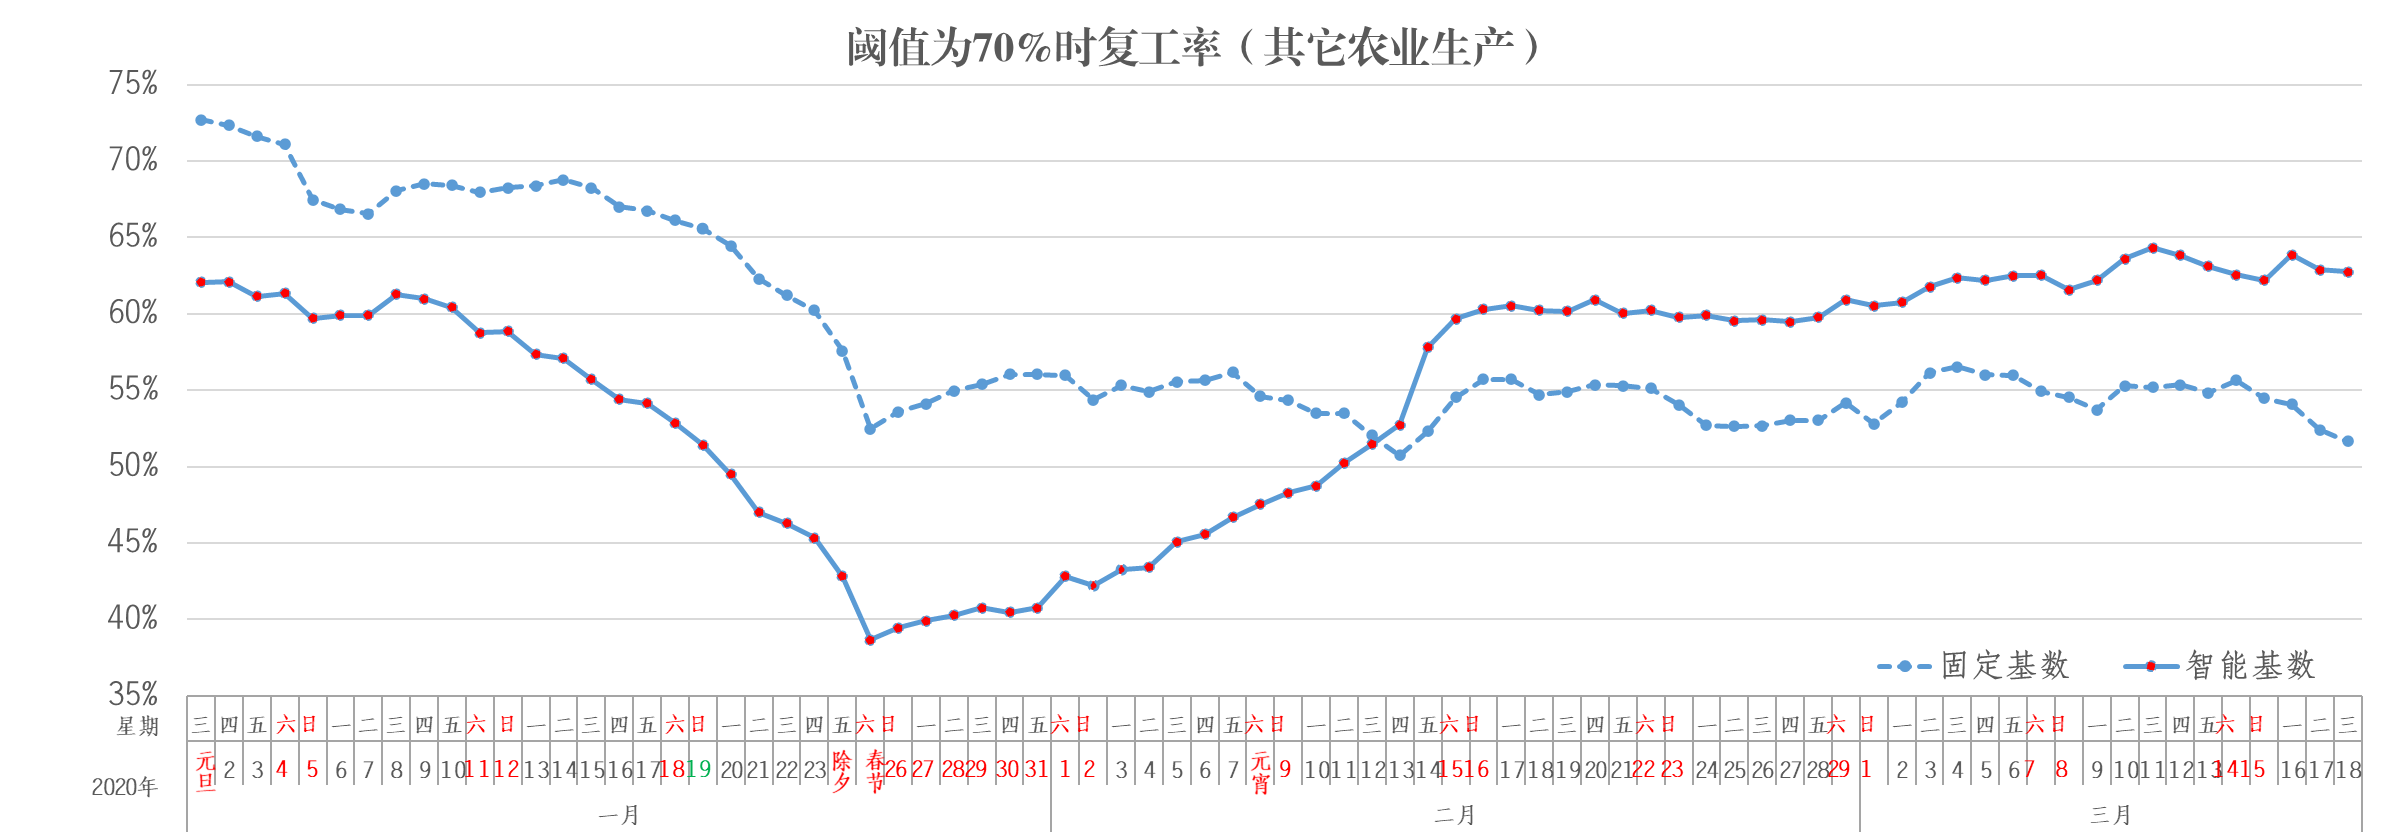 阈值为70%时复工率（其它农业生产）
75%
70%
65%
60%
55%
50%
45%
40%
35%
固定基数 智能基数
星期 三 四 五 六 日 一 二 三 四 五 六 日 一 二 三 四 五 六 日 一 二 三 四 五 六 日 一 二 三 四 五 六 日 一 二 三 四 五 六 日 一 二 三 四 五 六 日 一 二 三 四 五 六 日 一 二 三 四 五 六 日 一 二 三 四 五 六 日 一 二 三 四 五 六 日 一 二 三
2020年 元旦 2 3 4 5 6 7 8 9 10 11 12 13 14 15 16 17 18 19 20 21 22 23 除夕 春节 26 27 28 29 30 31 1 2 3 4 5 6 7 元宵 9 10 11 12 13 14 15 16 17 18 19 20 21 22 23 24 25 26 27 28 29 1 2 3 4 5 6 7 8 9 10 11 12 13 14 15 16 17 18
一月 二月 三月